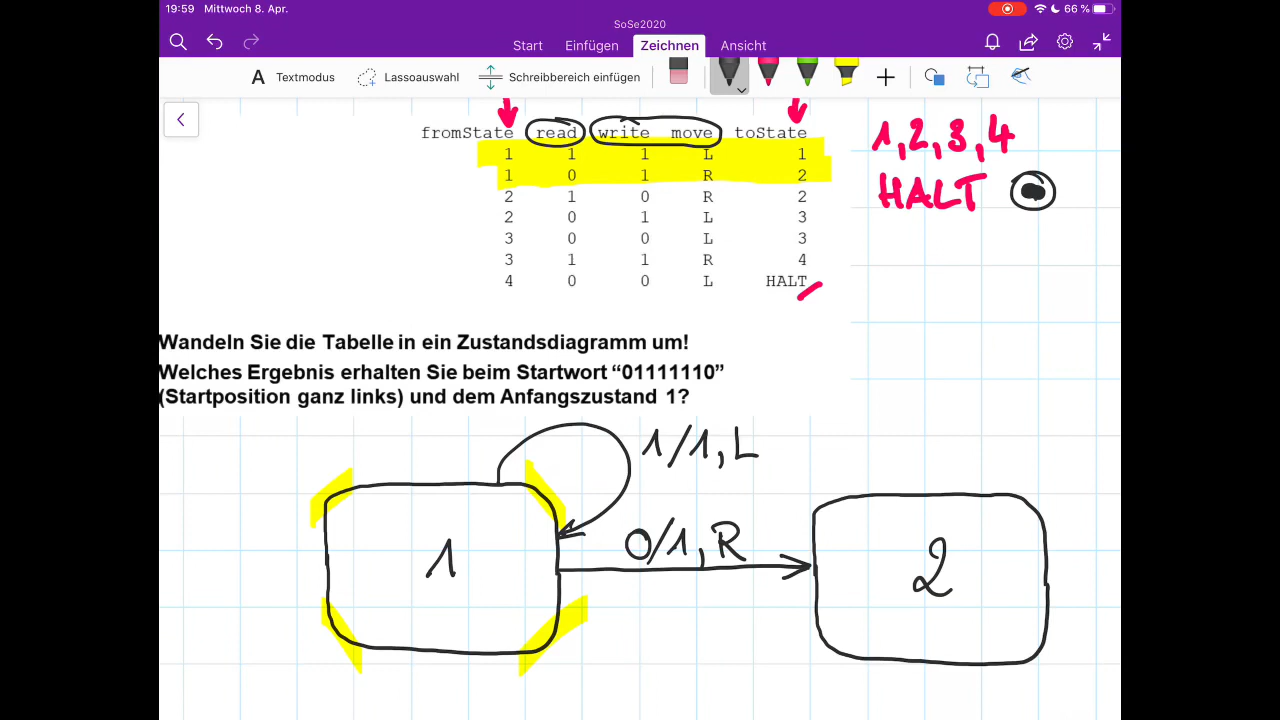 19:59 Mittwoch 8. Apr. 66 %
SoSe2020
Start Einfügen Zeichnen Ansicht
A Textmodus Lassoauswahl Schreibbereich einfügen
fromState read write move toState
1 1 1 L 1
1 0 1 R 2
2 1 0 R 2
2 0 1 L 3
3 0 0 L 3
3 1 1 R 4
4 0 0 L HALT
1,2,3,4
HALT
Wandeln Sie die Tabelle in ein Zustandsdiagramm um!
Welches Ergebnis erhalten Sie beim Startwort “01111110”
(Startposition ganz links) und dem Anfangszustand 1?
1/1, L
0/1, R
1
2